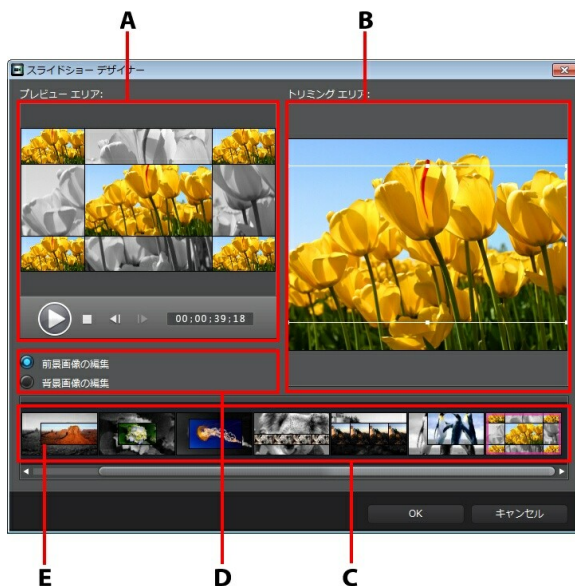 A
B
スライドショー デザイナー
プレビュー エリア:
トリミング エリア:
00;00;39;18
前景画像の編集
背景画像の編集
OK
キャンセル
E
D
C